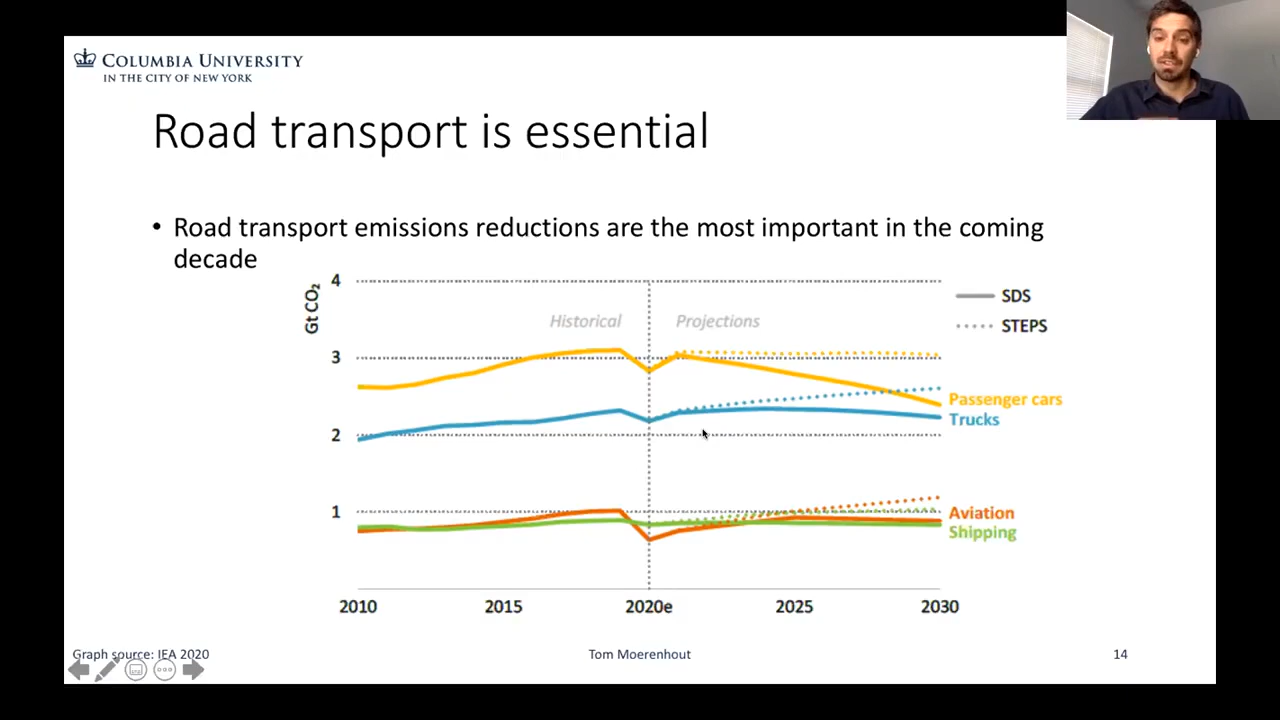 COLUMBIA UNIVERSITY
IN THE CITY OF NEW YORK
Road transport is essential
• Road transport emissions reductions are the most important in the coming
decade
Gt CO₂
4
3
2
1
Historical
Projections
SDS
STEPS
Passenger cars
Trucks
Aviation
Shipping
2010
2015
2020e
2025
2030
Graph source: IEA 2020
Tom Moerenhout
14